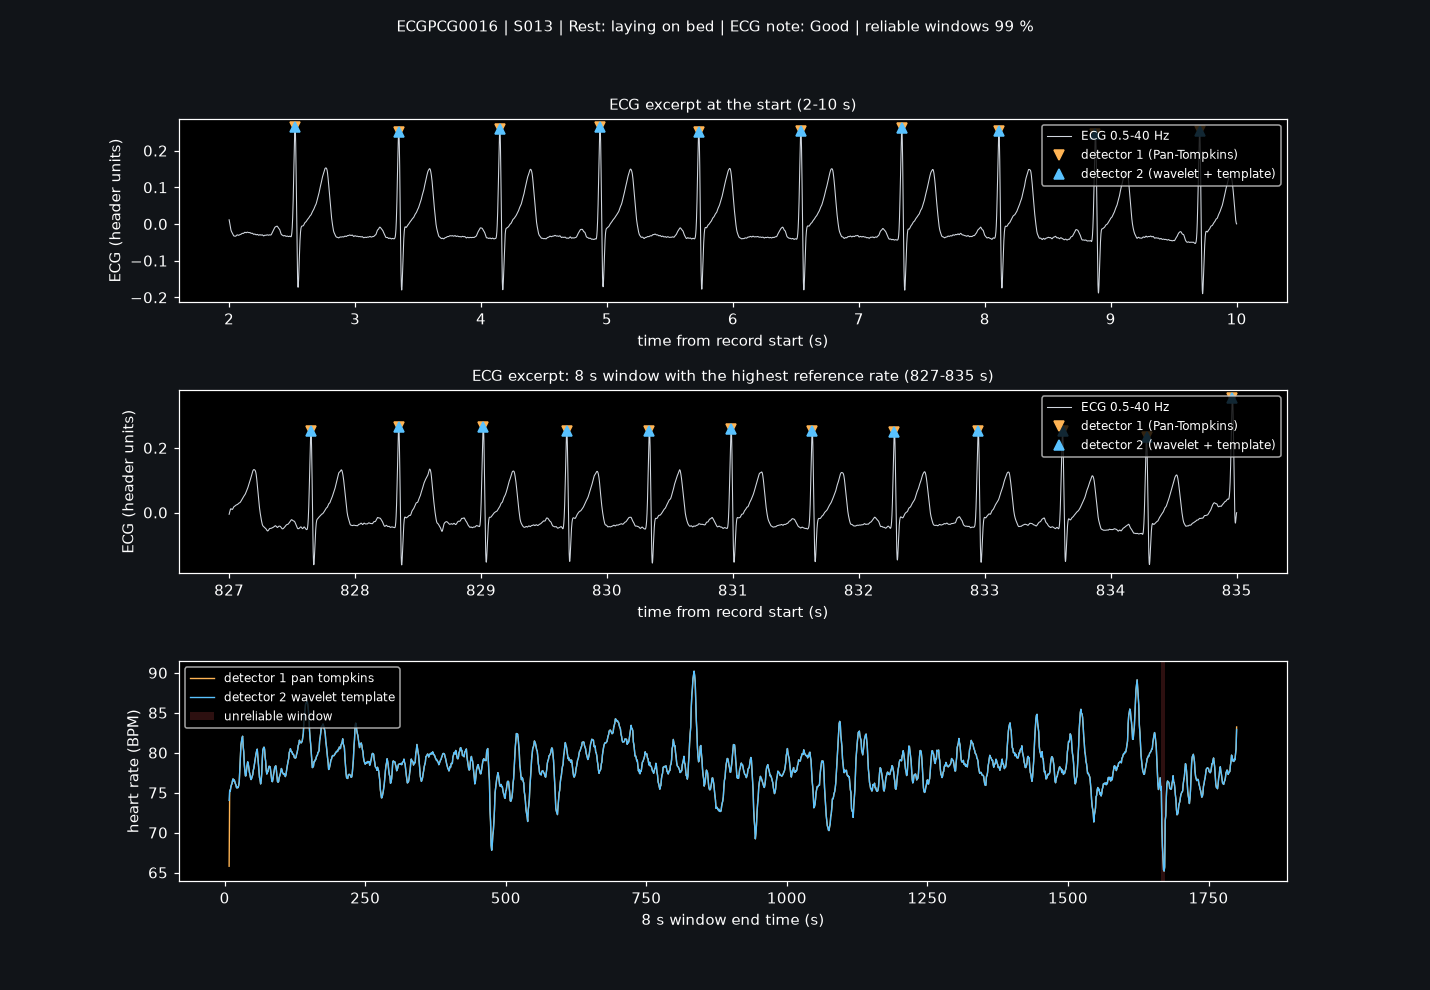 ECGPCG0016 | S013 | Rest: laying on bed | ECG note: Good | reliable windows 99 %
ECG excerpt at the start (2-10 s)
ECG (header units)
0.2
0.1
0.0
−0.1
−0.2
ECG 0.5-40 Hz
detector 1 (Pan-Tompkins)
detector 2 (wavelet + template)
2 3 4 5 6 7 8 9 10
time from record start (s)
ECG excerpt: 8 s window with the highest reference rate (827-835 s)
ECG (header units)
0.2
0.0
ECG 0.5-40 Hz
detector 1 (Pan-Tompkins)
detector 2 (wavelet + template)
827 828 829 830 831 832 833 834 835
time from record start (s)
heart rate (BPM)
90
85
80
75
70
65
detector 1 pan tompkins
detector 2 wavelet template
unreliable window
0 250 500 750 1000 1250 1500 1750
8 s window end time (s)